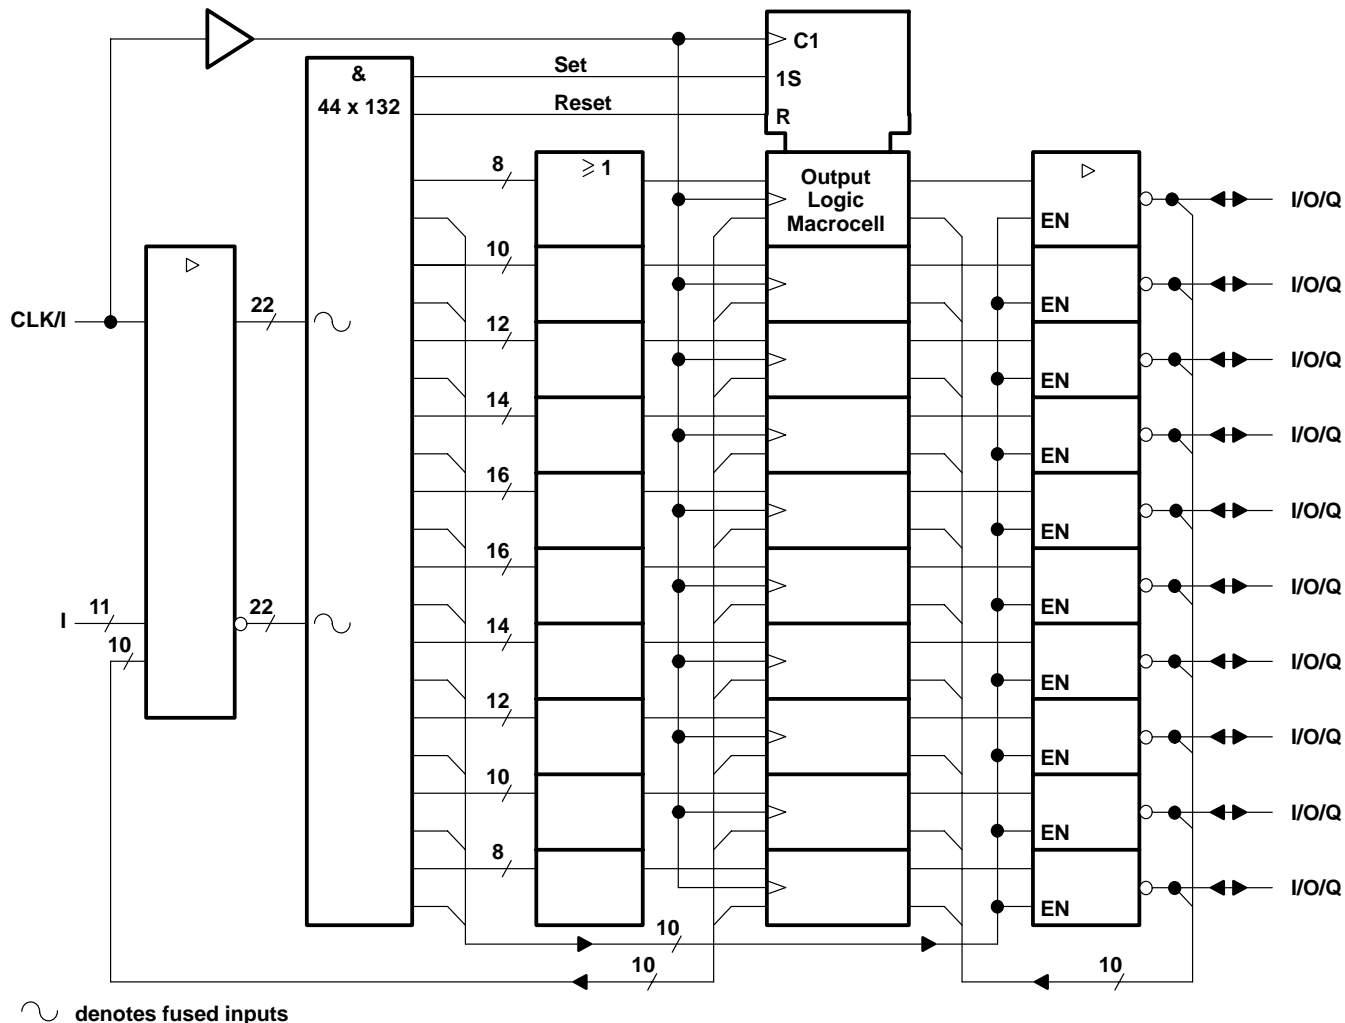 &
44 x 132
Set
Reset
C1
1S
R
8
≥ 1
Output
Logic
Macrocell
EN
I/O/Q
10
EN
I/O/Q
CLK/I
22
12
EN
I/O/Q
14
EN
I/O/Q
16
EN
I/O/Q
16
EN
I/O/Q
I
11
22
10
14
EN
I/O/Q
12
EN
I/O/Q
10
EN
I/O/Q
8
EN
I/O/Q
10
10
10
denotes fused inputs